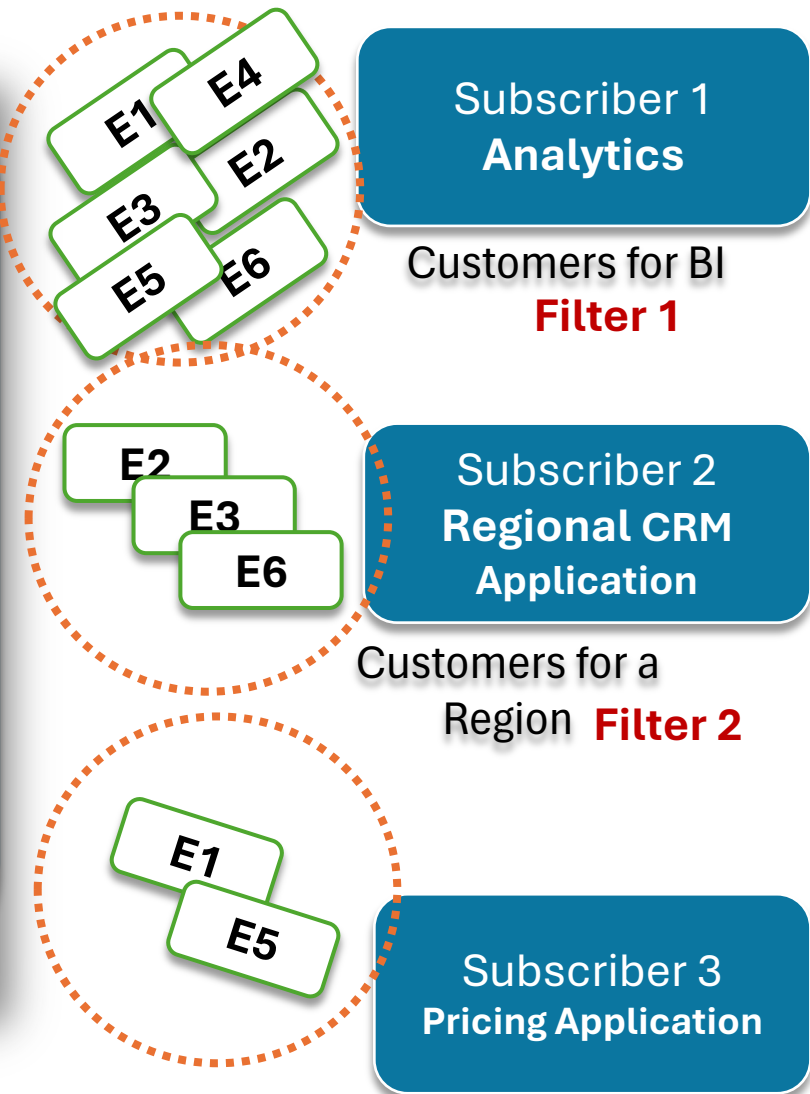 E1
E4
E2
E3
E5
E6
Subscriber 1
Analytics
Customers for BI
Filter 1
E2
E3
E6
Subscriber 2
Regional CRM
Application
Customers for a
Region Filter 2
E1
E5
Subscriber 3
Pricing Application